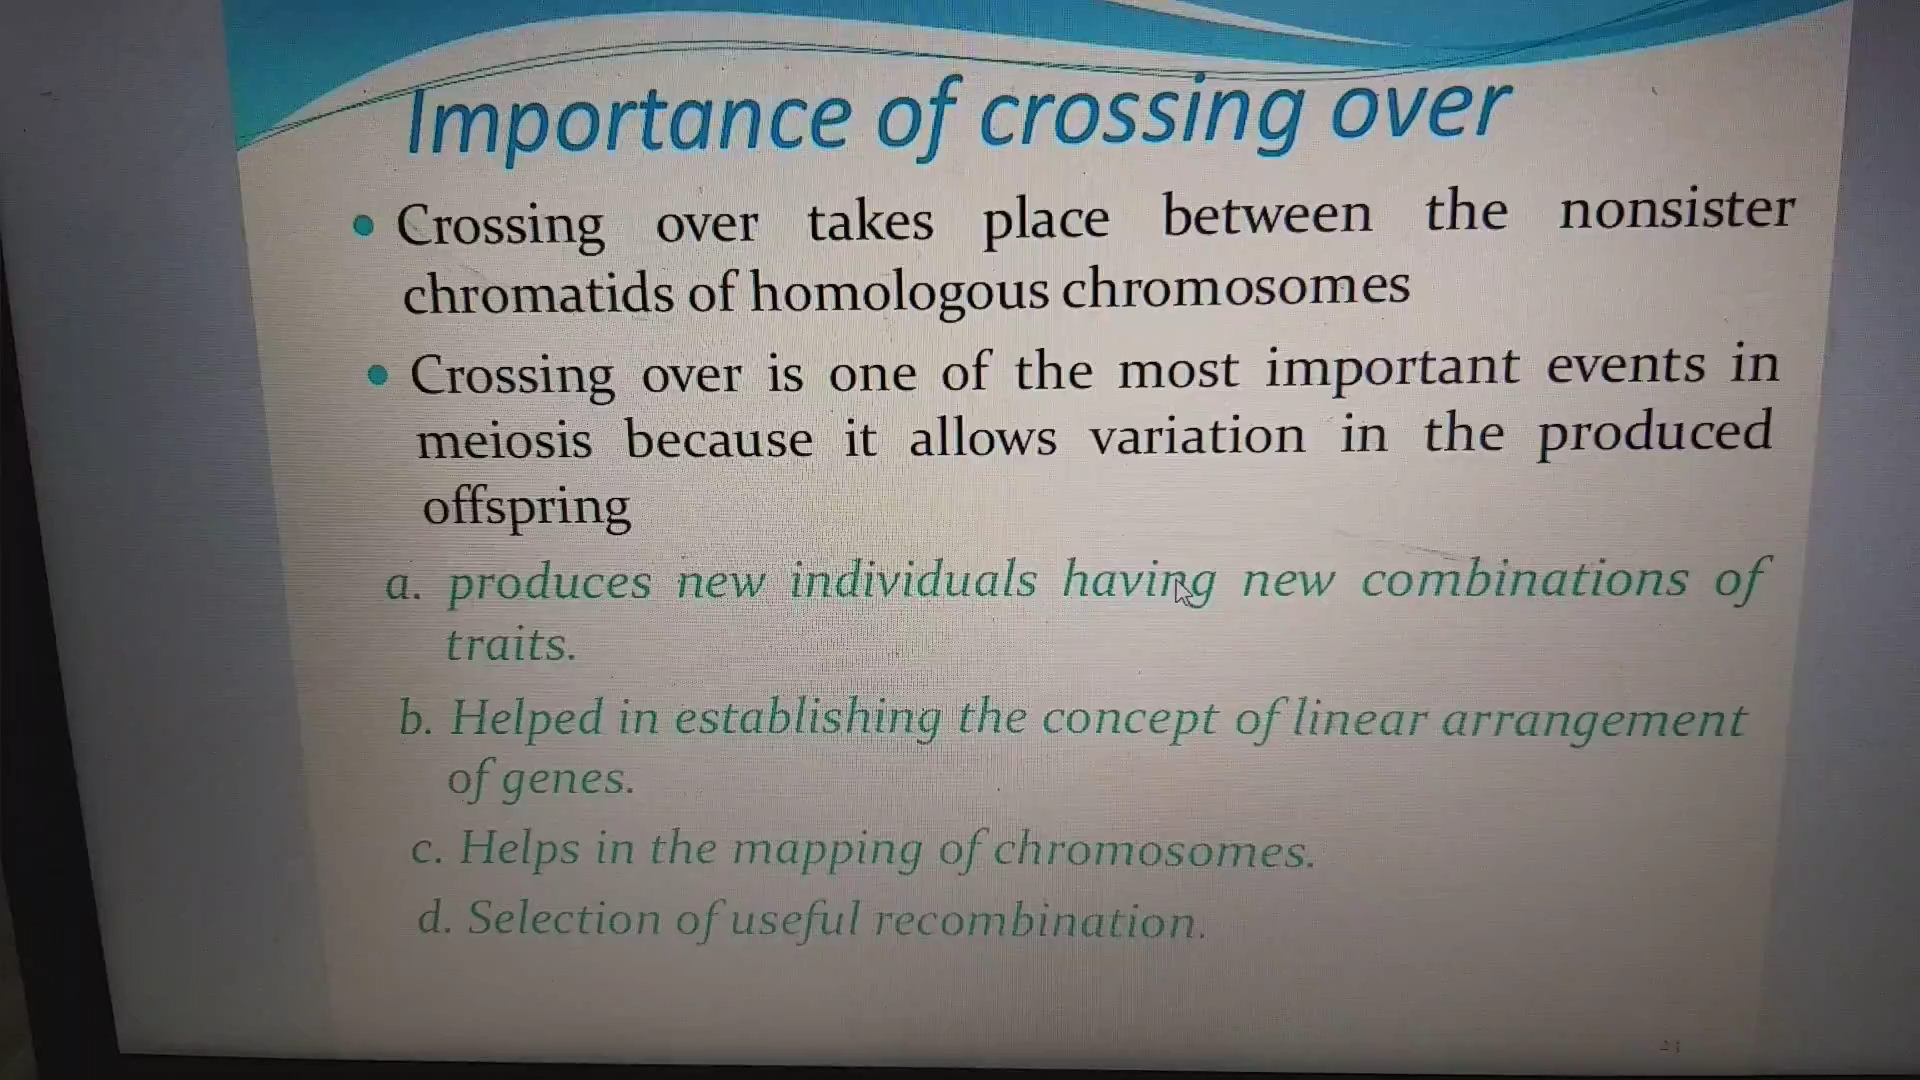 Importance of crossing over
• Crossing over takes place between the nonsister
chromatids of homologous chromosomes
• Crossing over is one of the most important events in
meiosis because it allows variation in the produced
offspring
a. produces new individuals having new combinations of
traits.
b. Helped in establishing the concept of linear arrangement
of genes.
c. Helps in the mapping of chromosomes.
d. Selection of useful recombination.